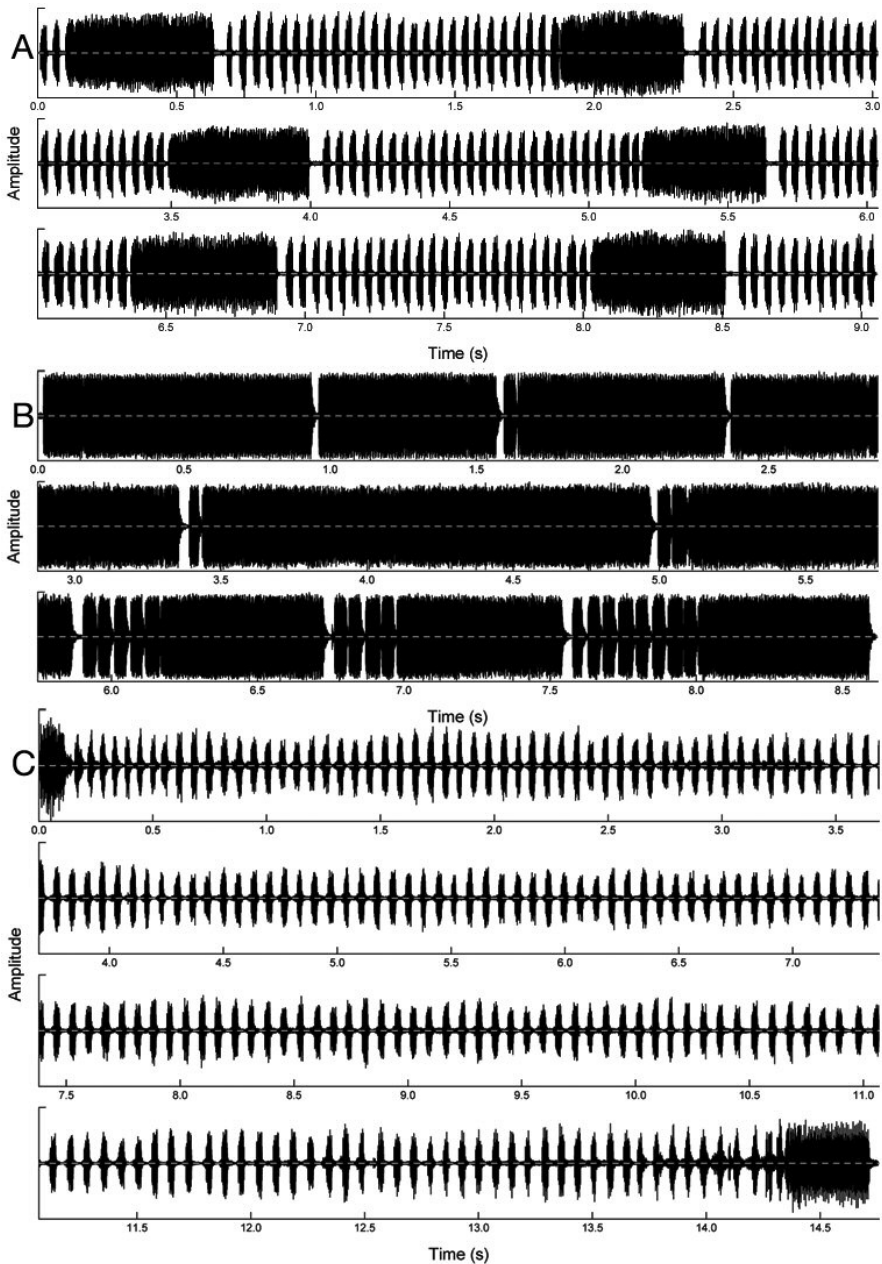 A
0.0 0.5 1.0 1.5 2.0 2.5 3.0
Amplitude
3.5 4.0 4.5 5.0 5.5 6.0
6.5 7.0 7.5 8.0 8.5 9.0
Time (s)
B
0.0 0.5 1.0 1.5 2.0 2.5
Amplitude
3.0 3.5 4.0 4.5 5.0 5.5
6.0 6.5 7.0 7.5 8.0 8.5
Time (s)
C
0.0 0.5 1.0 1.5 2.0 2.5 3.0 3.5
4.0 4.5 5.0 5.5 6.0 6.5 7.0
Amplitude
7.5 8.0 8.5 9.0 9.5 10.0 10.5 11.0
11.5 12.0 12.5 13.0 13.5 14.0 14.5
Time (s)